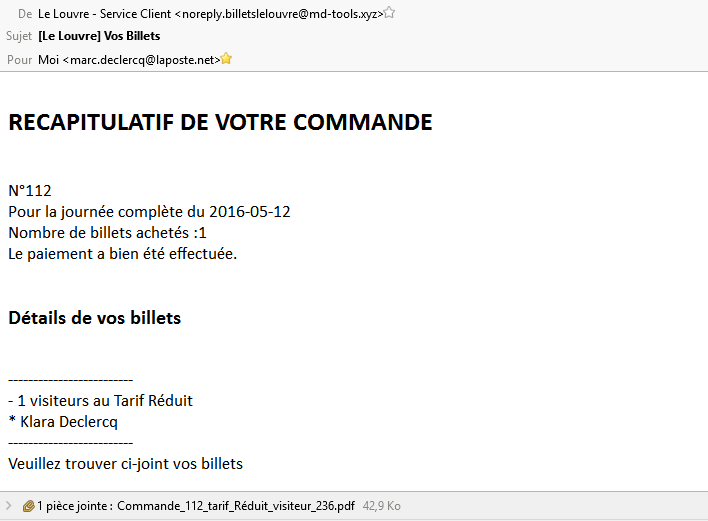 De Le Louvre - Service Client <noreply.billetslelouvre@md-tools.xyz>
Sujet [Le Louvre] Vos Billets
Pour Moi <marc.declercq@laposte.net>
RECAPITULATIF DE VOTRE COMMANDE
N°112
Pour la journée complète du 2016-05-12
Nombre de billets achetés :1
Le paiement a bien été effectuée.
Détails de vos billets
-------------------------
- 1 visiteurs au Tarif Réduit
* Klara Declercq
-------------------------
Veuillez trouver ci-joint vos billets
1 pièce jointe : Commande_112_tarif_Réduit_visiteur_236.pdf 42,9 Ko